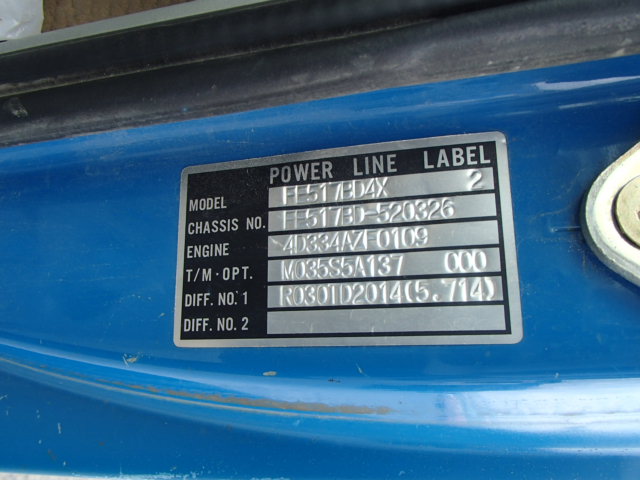 POWER LINE LABEL
MODEL FE517BD4X 2
CHASSIS NO. FE517BD-520326
ENGINE 4D334AZF0109
T/M·OPT. M035S5A137 000
DIFF. NO. 1 R030TD2014(5.714)
DIFF. NO. 2